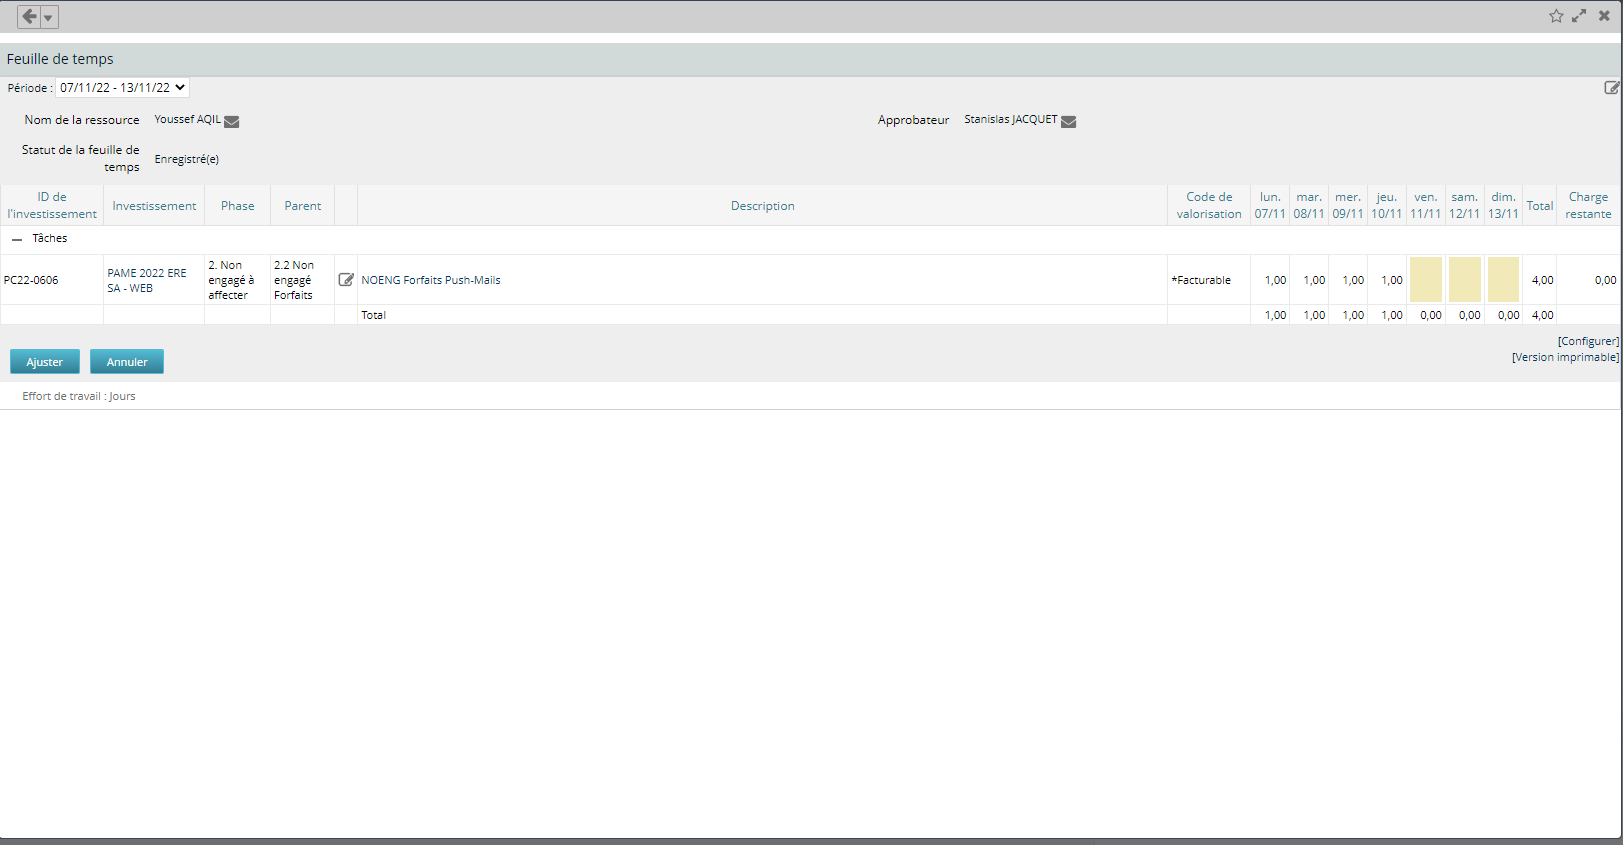 Feuille de temps
Période : 07/11/22 - 13/11/22
Nom de la ressource Youssef AQIL Approbateur Stanislas JACQUET
Statut de la feuille de temps Enregistré(e)
ID de l'investissement Investissement Phase Parent Description Code de valorisation lun. 07/11 mar. 08/11 mer. 09/11 jeu. 10/11 ven. 11/11 sam. 12/11 dim. 13/11 Total Charge restante
Tâches
PC22-0606 PAME 2022 ERE SA - WEB 2. Non engagé à affecter 2.2 Non engagé Forfaits NOENG Forfaits Push-Mails *Facturable 1,00 1,00 1,00 1,00 4,00 0,00
Total 1,00 1,00 1,00 1,00 0,00 0,00 0,00 4,00
[Configurer]
[Version imprimable]
Ajuster Annuler
Effort de travail : Jours